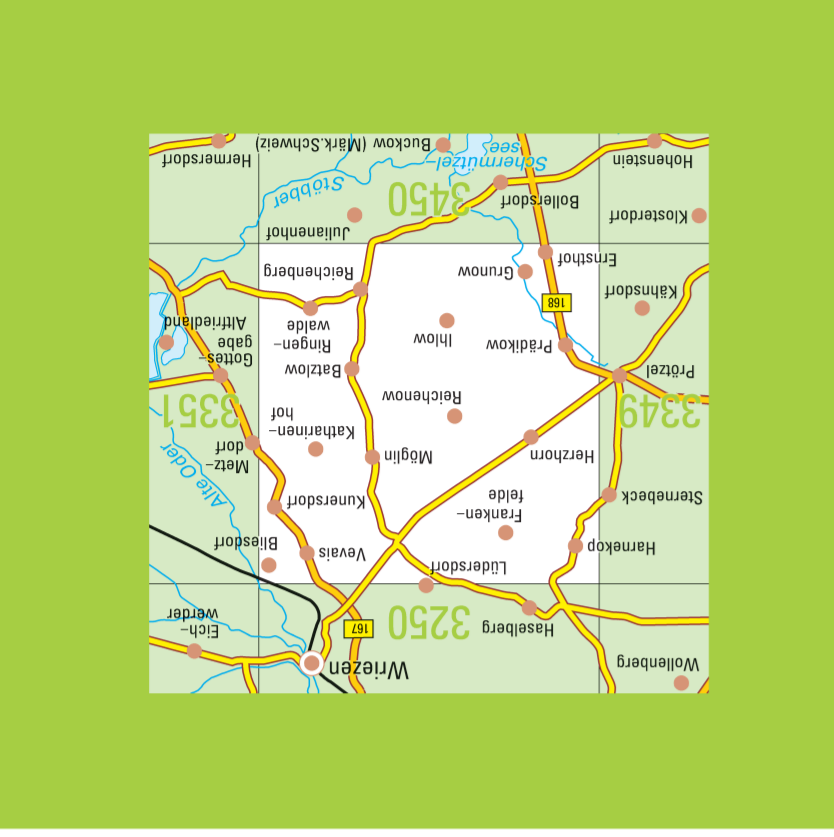 Wollenberg
Wriezen
Haselberg
3250
167
Eich–
werder
Lüdersdorf
Harnekop
Vevais
Bliesdorf
Franken–
felde
Sternebeck
Kunersdorf
Alte Oder
Herzhorn
Möglin
Metz–
dorf
Katharinen–
hof
3349
Reichenow
3351
Prötzel
Batzlow
Gottes–
gabe
Prädikow
Ihlow
Ringen–
walde
Altfriedland
168
Kähnsdorf
Ernsthof
Grunow
Reichenberg
Julianenhof
Klosterdorf
Bollersdorf
3450
Stöbber
Hohenstein
Schermützel–
see
Buckow (Märk.Schweiz)
Hermersdorf